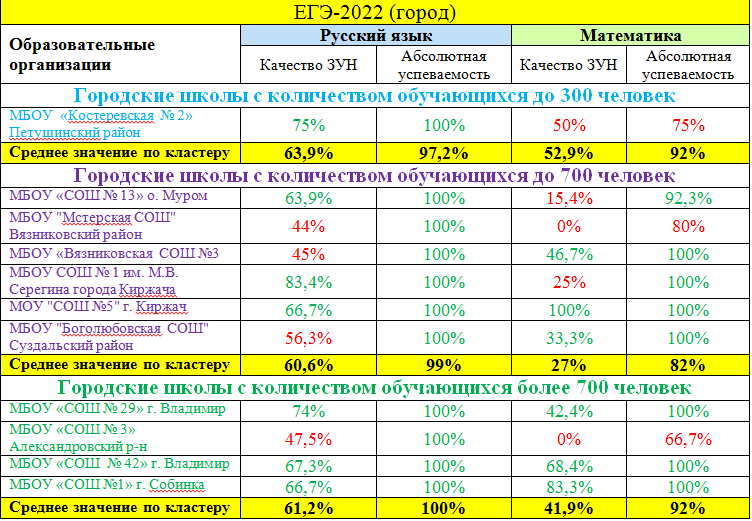 ЕГЭ-2022 (город)
Образовательные организации Русский язык Математика
Качество ЗУН Абсолютная успеваемость Качество ЗУН Абсолютная успеваемость
Городские школы с количеством обучающихся до 300 человек
МБОУ «Костеревская № 2»
Петушинский район 75% 100% 50% 75%
Среднее значение по кластеру 63,9% 97,2% 52,9% 92%
Городские школы с количеством обучающихся до 700 человек
МБОУ «СОШ № 13» о. Муром 63,9% 100% 15,4% 92,3%
МБОУ "Мстерская СОШ"
Вязниковский район 44% 100% 0% 80%
МБОУ «Вязниковская СОШ №3 45% 100% 46,7% 100%
МБОУ СОШ № 1 им. М.В.
Серегина города Киржача 83,4% 100% 25% 100%
МОУ "СОШ №5" г. Киржач 66,7% 100% 100% 100%
МБОУ "Боголюбовская СОШ"
Суздальский район 56,3% 100% 33,3% 100%
Среднее значение по кластеру 60,6% 99% 27% 82%
Городские школы с количеством обучающихся более 700 человек
МБОУ «СОШ № 29» г. Владимир 74% 100% 42,4% 100%
МБОУ «СОШ № 3»
Александровский р-н 47,5% 100% 0% 66,7%
МБОУ «СОШ № 42» г. Владимир 67,3% 100% 68,4% 100%
МБОУ «СОШ №1» г. Собинка 66,7% 100% 83,3% 100%
Среднее значение по кластеру 61,2% 100% 41,9% 92%